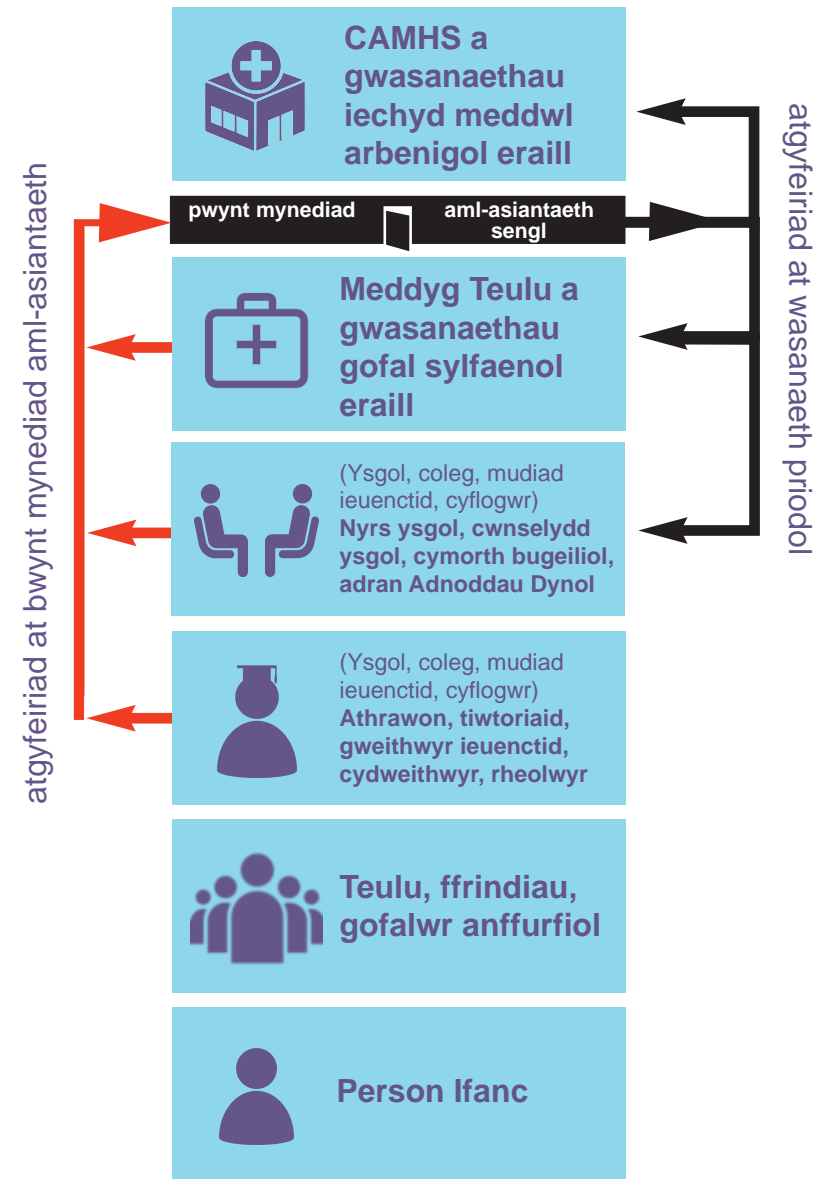 CAMHS a
gwasanaethau
iechyd meddwl
arbenigol eraill
pwynt mynediad
aml-asiantaeth
sengl
Meddyg Teulu a
gwasanaethau
gofal sylfaenol
eraill
(Ysgol, coleg, mudiad
ieuenctid, cyflogwr)
Nyrs ysgol, cwnselydd
ysgol, cymorth bugeiliol,
adran Adnoddau Dynol
(Ysgol, coleg, mudiad
ieuenctid, cyflogwr)
Athrawon, tiwtoriaid,
gweithwyr ieuenctid,
cydweithwyr, rheolwyr
Teulu, ffrindiau,
gofalwr anffurfiol
Person Ifanc
atgyfeiriad at bwynt mynediad aml-asiantaeth
atgyfeiriad at wasanaeth priodol